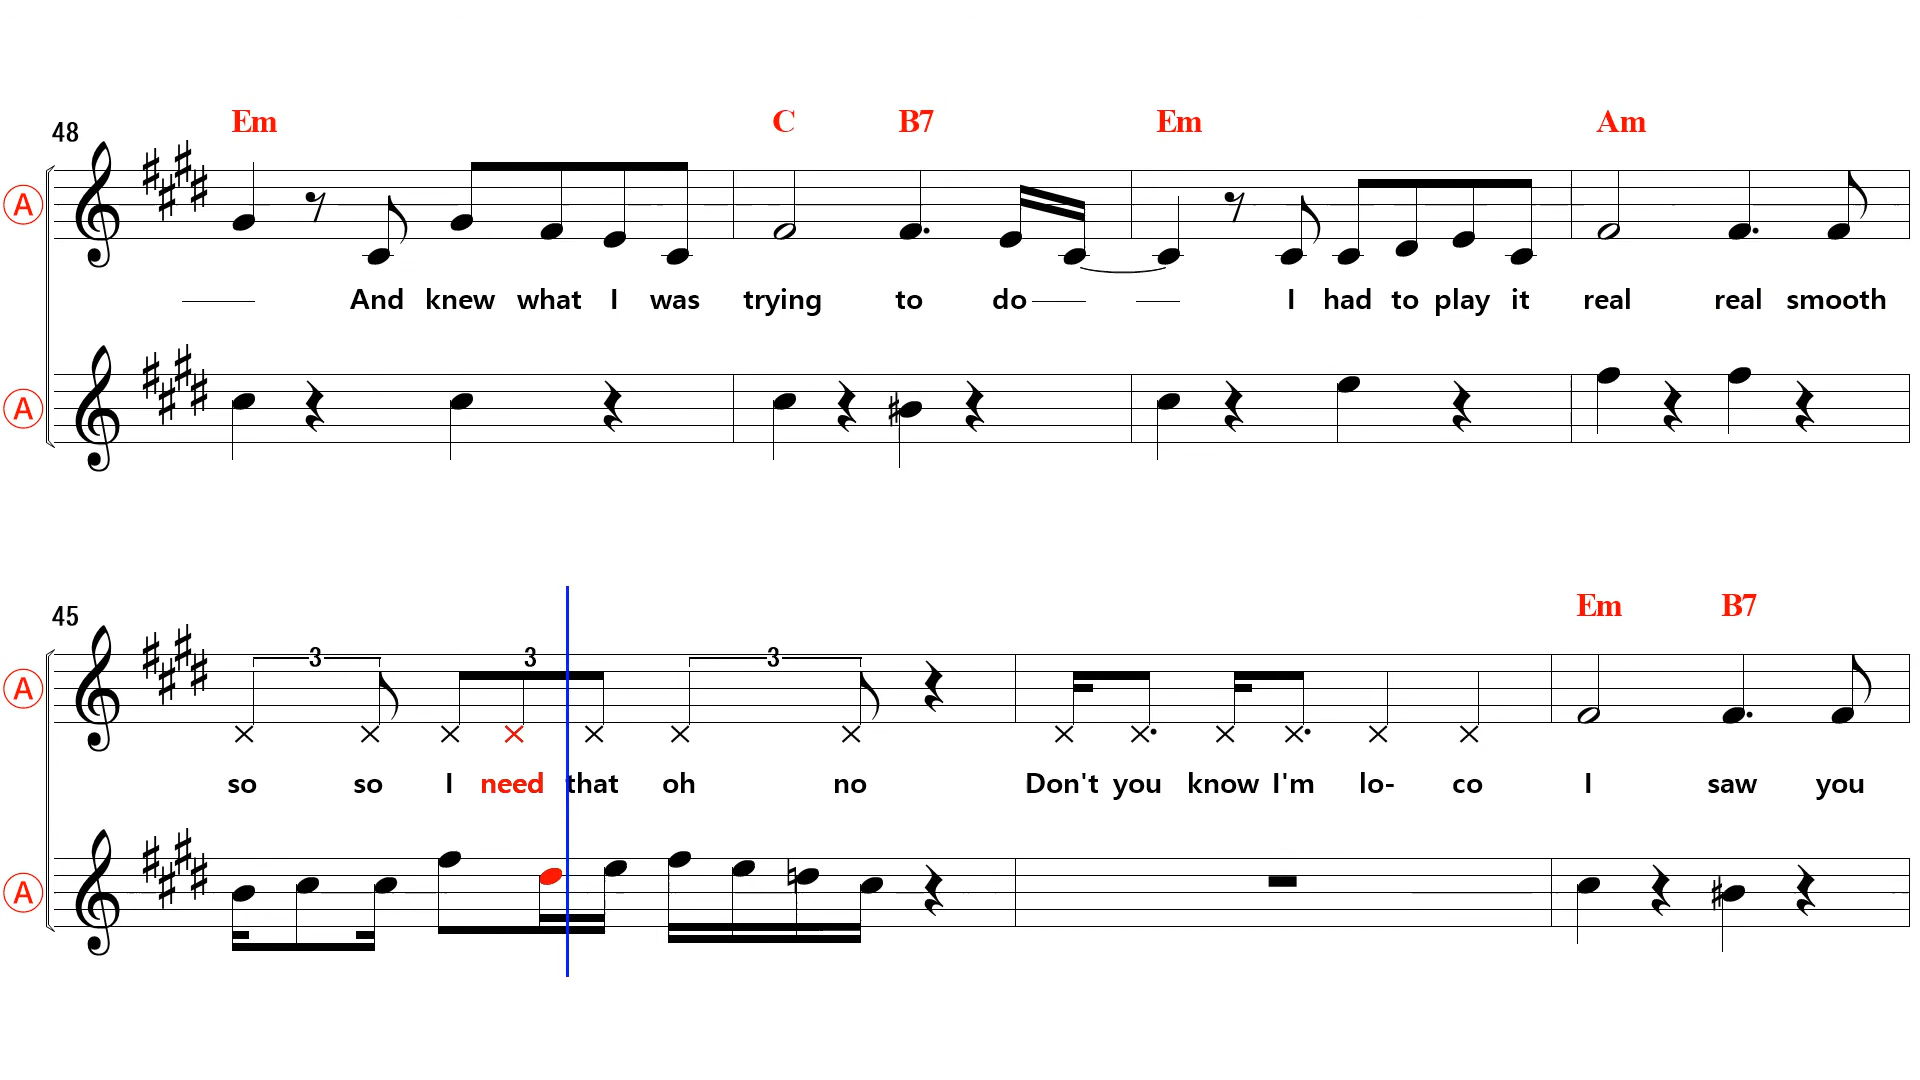 Em C B7 Em Am
48
A
And knew what I was trying to do I had to play it real real smooth
A
Em B7
45
3 3 3
A
so so I need that oh no Don't you know I'm lo- co I saw you
A